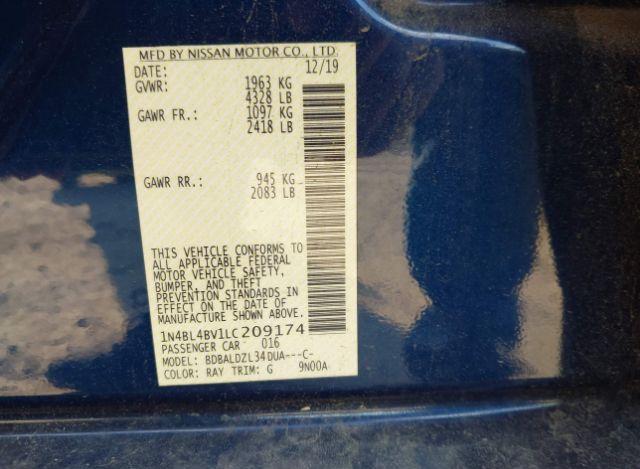 MFD BY NISSAN MOTOR CO., LTD.
DATE: 12/19
GVWR: 1963 KG
4328 LB
GAWR FR.: 1097 KG
2418 LB
GAWR RR.: 945 KG
2083 LB
THIS VEHICLE CONFORMS TO
ALL APPLICABLE FEDERAL
MOTOR VEHICLE SAFETY,
BUMPER, AND THEFT
PREVENTION STANDARDS IN
EFFECT ON THE DATE OF
MANUFACTURE SHOWN ABOVE.
1N4BL4BV1LC209174
PASSENGER CAR 016
MODEL: BDBALDZL34DUA---C-
COLOR: RAY TRIM: G 9N00A